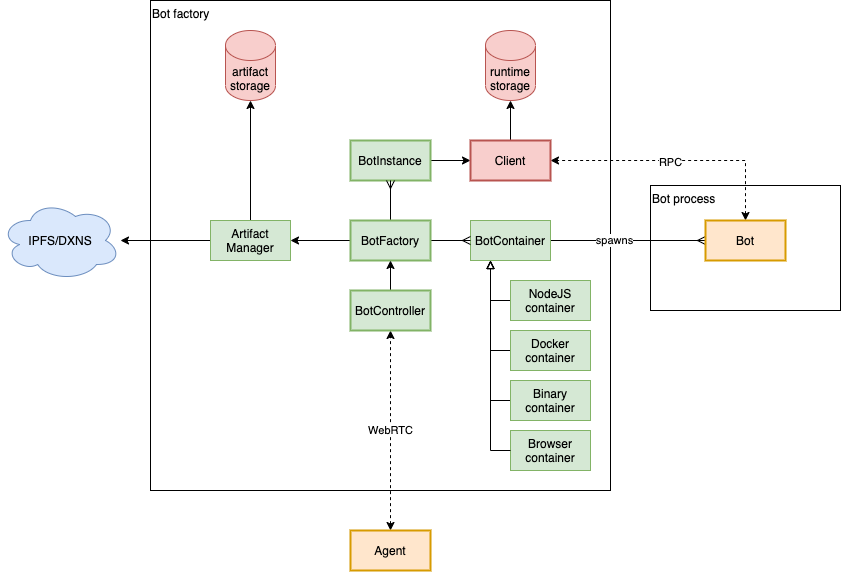 Bot factory
artifact
storage
runtime
storage
BotInstance
Client
RPC
Bot process
IPFS/DXNS
Artifact
Manager
BotFactory
BotContainer
spawns
Bot
BotController
NodeJS
container
Docker
container
Binary
container
Browser
container
WebRTC
Agent